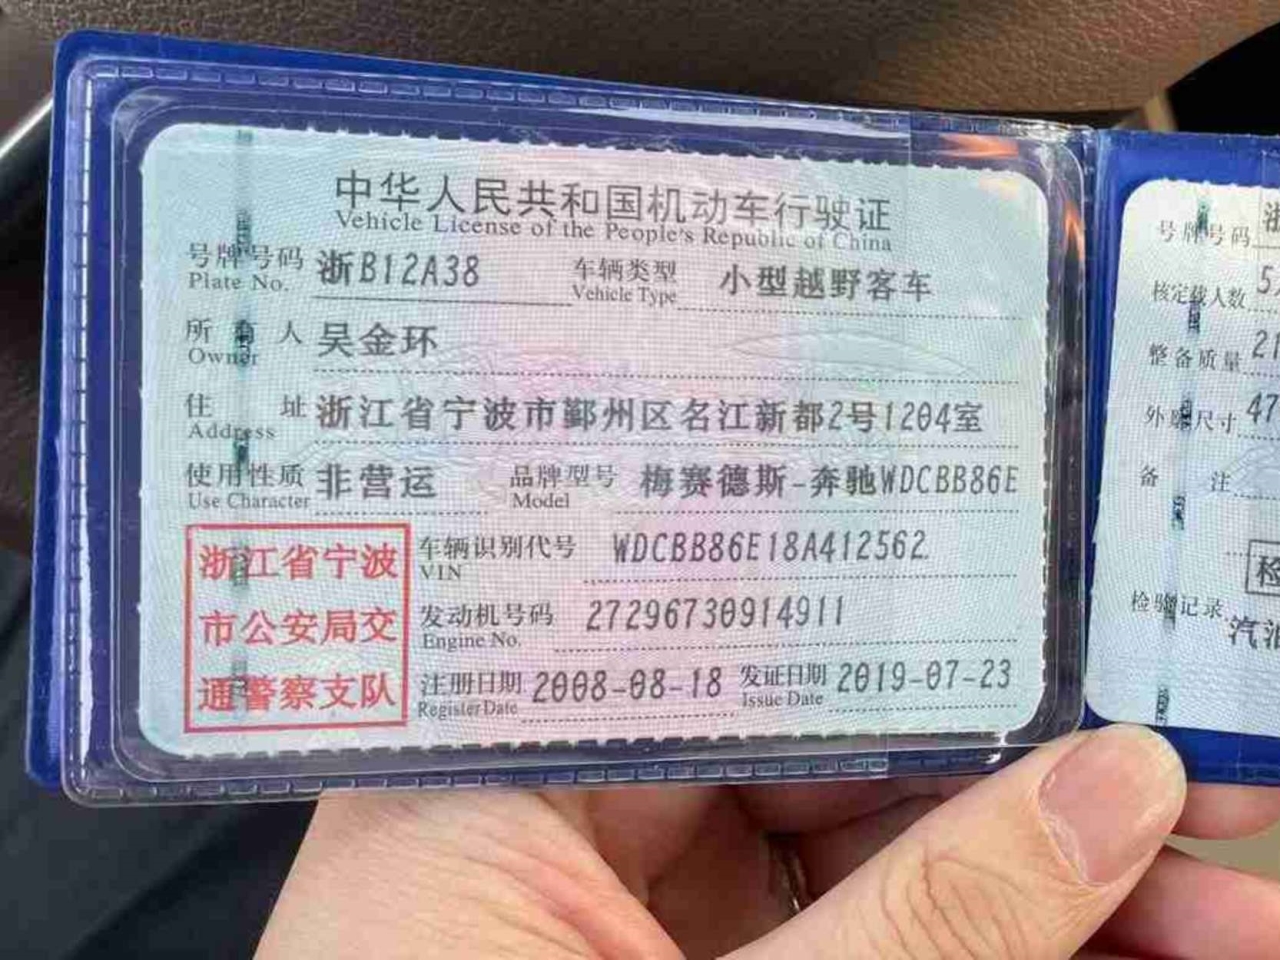 中华人民共和国机动车行驶证
Vehicle License of the People's Republic of China
号牌号码 浙B12A38 车辆类型 小型越野客车
Plate No. Vehicle Type
所有人 吴金环
Owner
住址 浙江省宁波市鄞州区名江新都2号1204室
Address
使用性质 非营运 品牌型号 梅赛德斯-奔驰WDCBB86E
Use Character Model
浙江省宁波
市公安局交
通警察支队
车辆识别代号 WDCBB86E18A412562
VIN
发动机号码 27296730914911
Engine No.
注册日期 2008-08-18 发证日期 2019-07-23
Register Date Issue Date
号牌号码 浙
核定载人数 5
整备质量 21
外廓尺寸 47
备注
检
检验记录
汽油